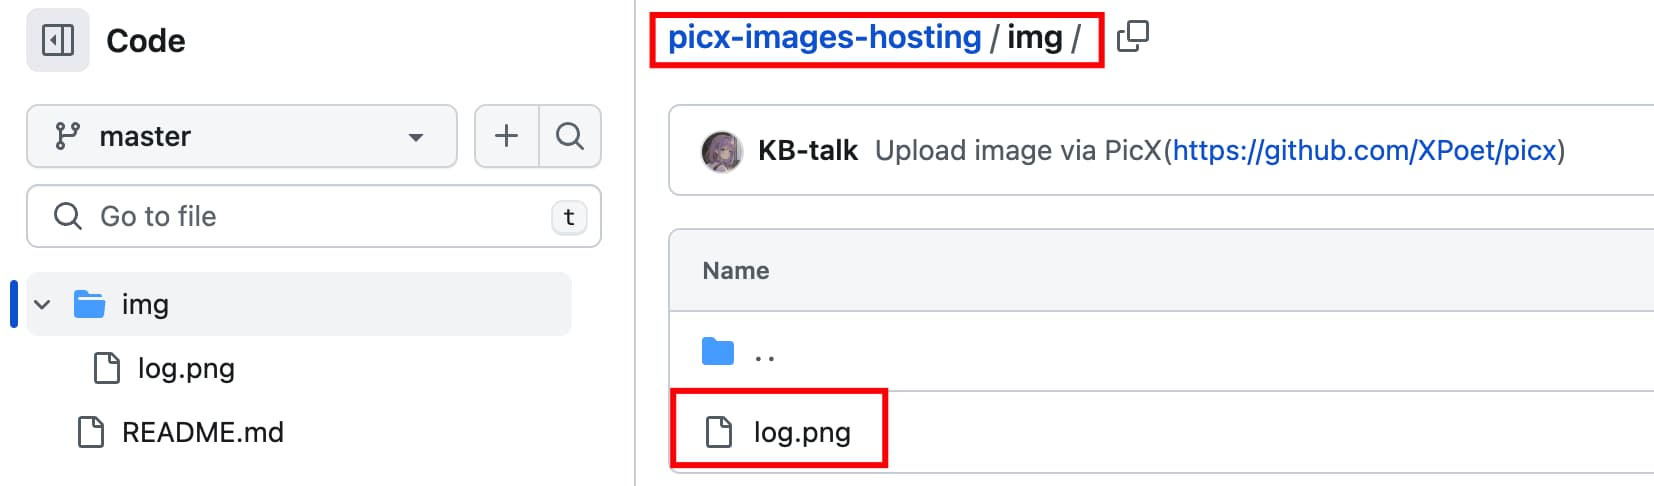 Code
master
Go to file
t
img
log.png
README.md
picx-images-hosting / img /
KB-talk Upload image via PicX(https://github.com/XPoet/picx)
Name
..
log.png